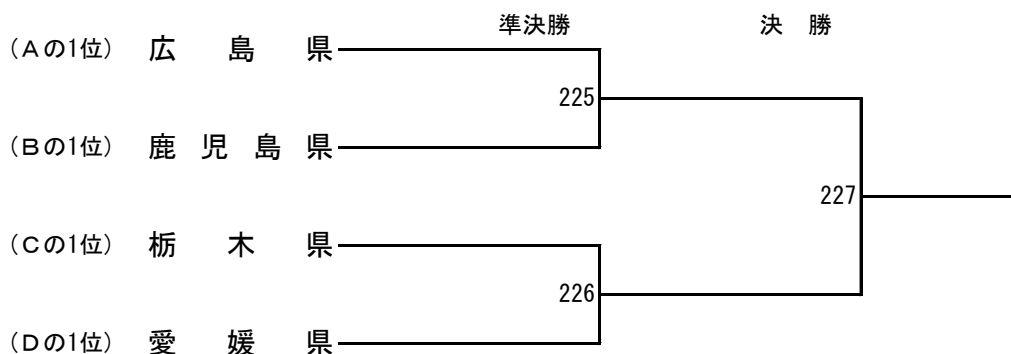 準決勝 決 勝
(Aの1位) 広 島 県
225
(Bの1位) 鹿 児 島 県
227
(Cの1位) 栃 木 県
226
(Dの1位) 愛 媛 県